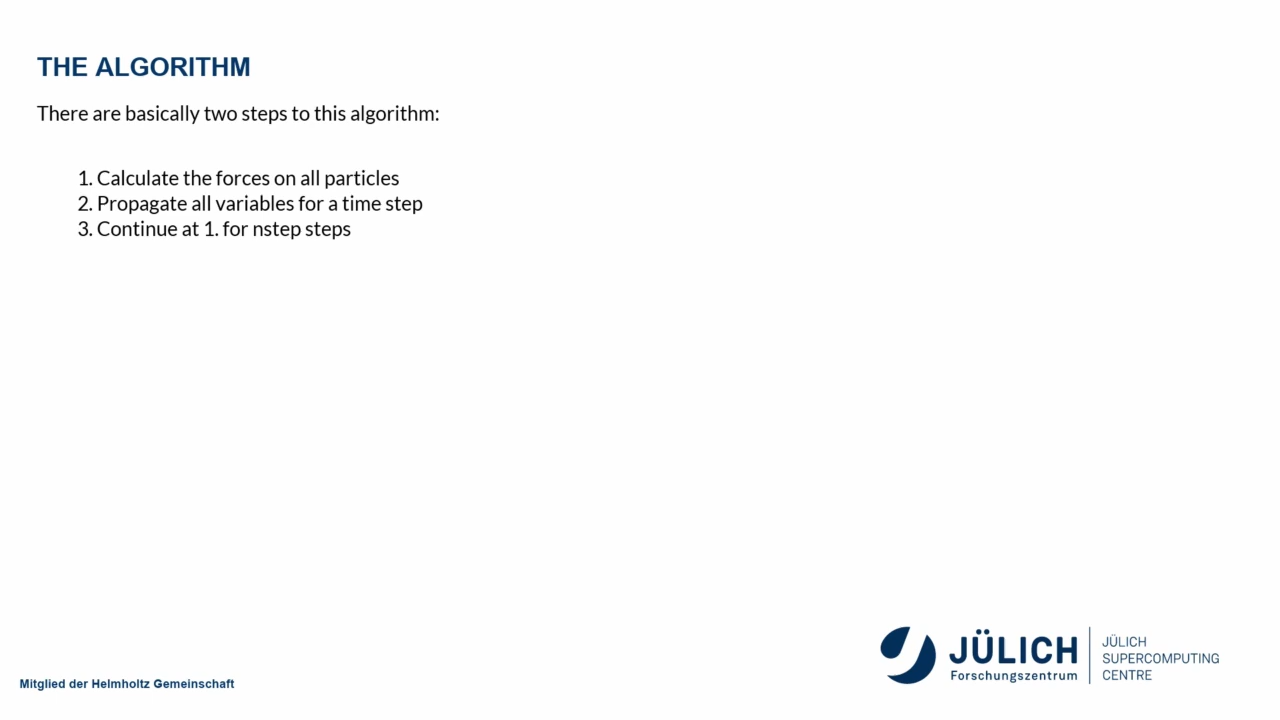 THE ALGORITHM
There are basically two steps to this algorithm:
1. Calculate the forces on all particles
2. Propagate all variables for a time step
3. Continue at 1. for nstep steps
JÜLICH
Forschungszentrum
JÜLICH
SUPERCOMPUTING
CENTRE
Mitglied der Helmholtz Gemeinschaft